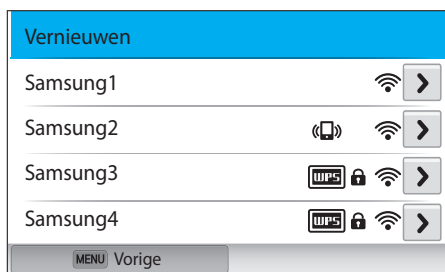 Vernieuwen
Samsung1
Samsung2
Samsung3 WPS
Samsung4 WPS
MENU Vorige